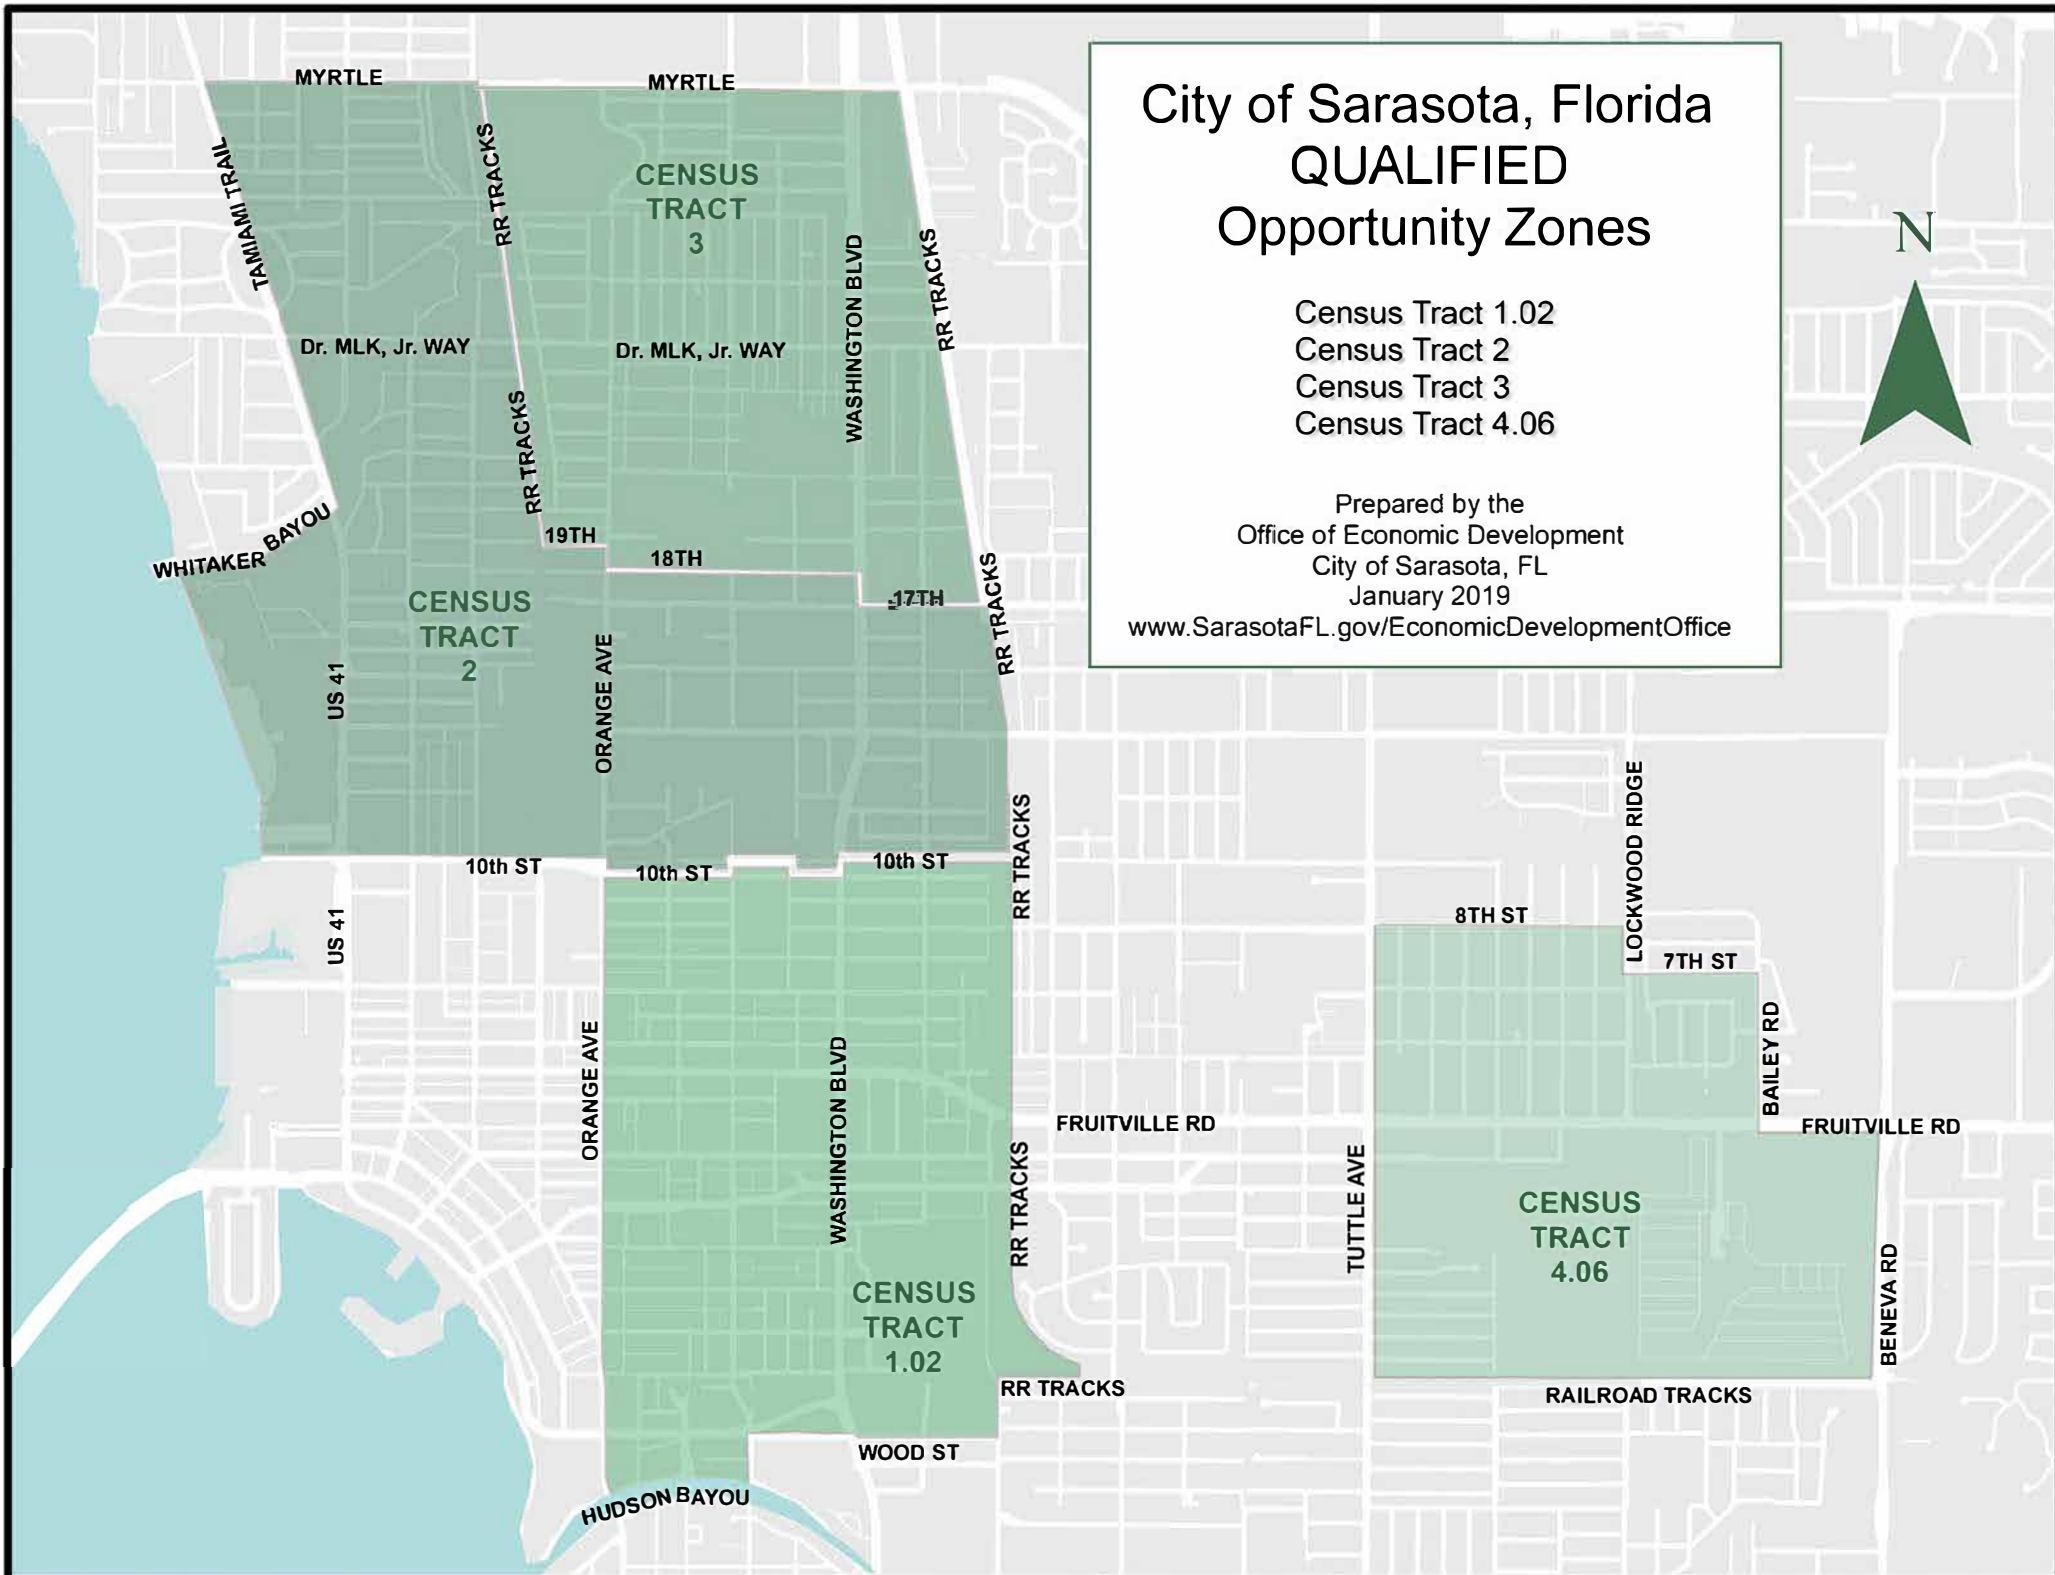 City of Sarasota, Florida
QUALIFIED
Opportunity Zones
Census Tract 1.02
Census Tract 2
Census Tract 3
Census Tract 4.06
Prepared by the
Office of Economic Development
City of Sarasota, FL
January 2019
www.SarasotaFL.gov/EconomicDevelopmentOffice
N
MYRTLE
MYRTLE
TAMIAMI TRAIL
RR TRACKS
CENSUS
TRACT
3
WASHINGTON BLVD
RR TRACKS
Dr. MLK, Jr. WAY
Dr. MLK, Jr. WAY
RR TRACKS
WHITAKER BAYOU
19TH
18TH
17TH
RR TRACKS
CENSUS
TRACT
2
US 41
ORANGE AVE
RR TRACKS
10th ST
10th ST
10th ST
US 41
ORANGE AVE
WASHINGTON BLVD
RR TRACKS
CENSUS
TRACT
1.02
RR TRACKS
WOOD ST
HUDSON BAYOU
FRUITVILLE RD
TUTTLE AVE
8TH ST
LOCKWOOD RIDGE
7TH ST
BAILEY RD
FRUITVILLE RD
CENSUS
TRACT
4.06
BENEVA RD
RAILROAD TRACKS